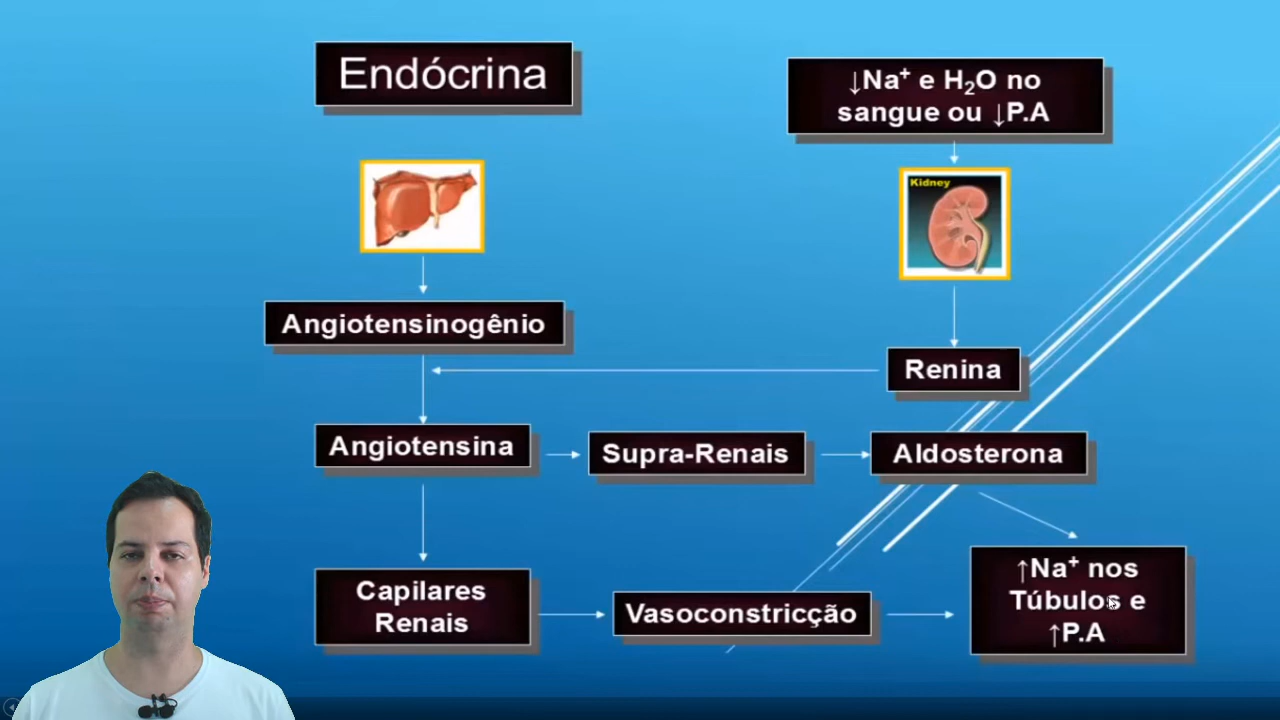 Endócrina
↓Na⁺ e H₂O no
sangue ou ↓P.A
Kidney
Angiotensinogênio
Renina
Angiotensina
Supra-Renais
Aldosterona
Capilares
Renais
Vasoconstricção
↑Na⁺ nos
Túbulos e
↑P.A